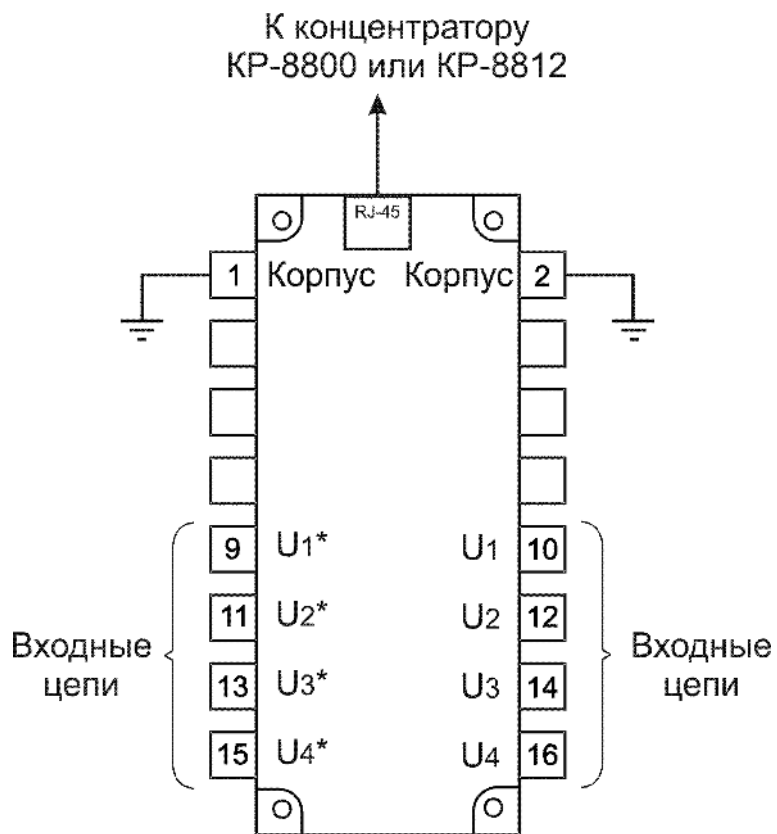 К концентратору
КР-8800 или КР-8812
RJ-45
1 Корпус Корпус 2
9 U1* U1 10
11 U2* U2 12
Входные цепи
Входные цепи
13 U3* U3 14
15 U4* U4 16